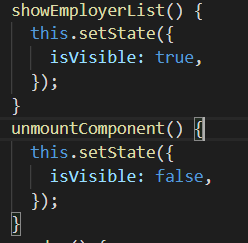 showEmployerList() {
  this.setState({
    isVisible: true,
  });
}
unmountComponent() {
  this.setState({
    isVisible: false,
  });
}